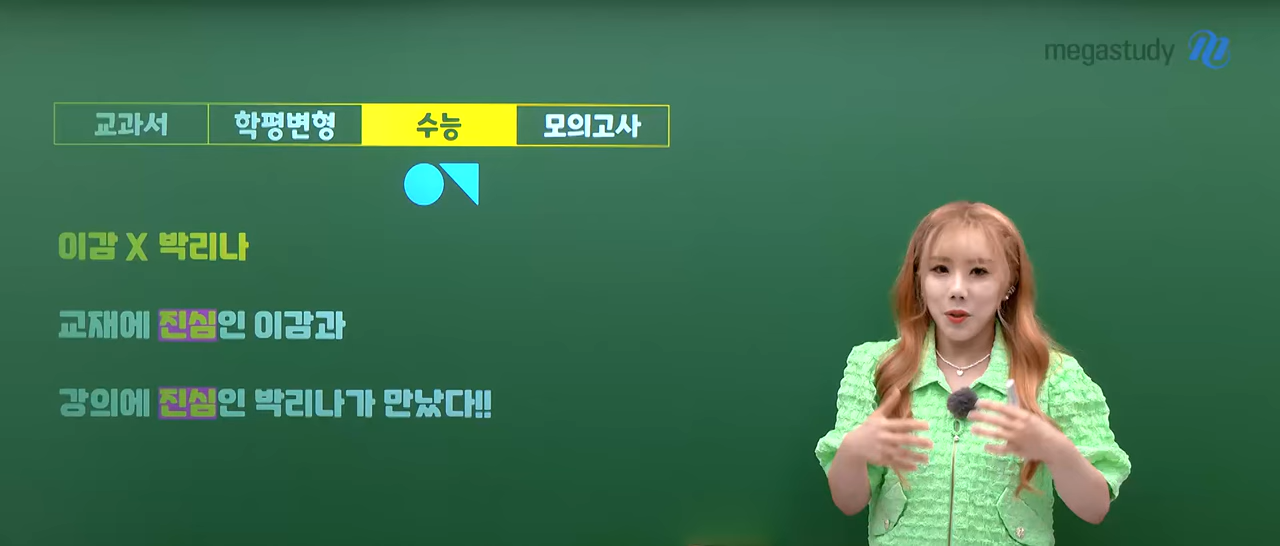 megastudy
교과서 학평변형 수능 모의고사
이감 X 박리나
교재에 진심인 이감과
강의에 진심인 박리나가 만났다!!